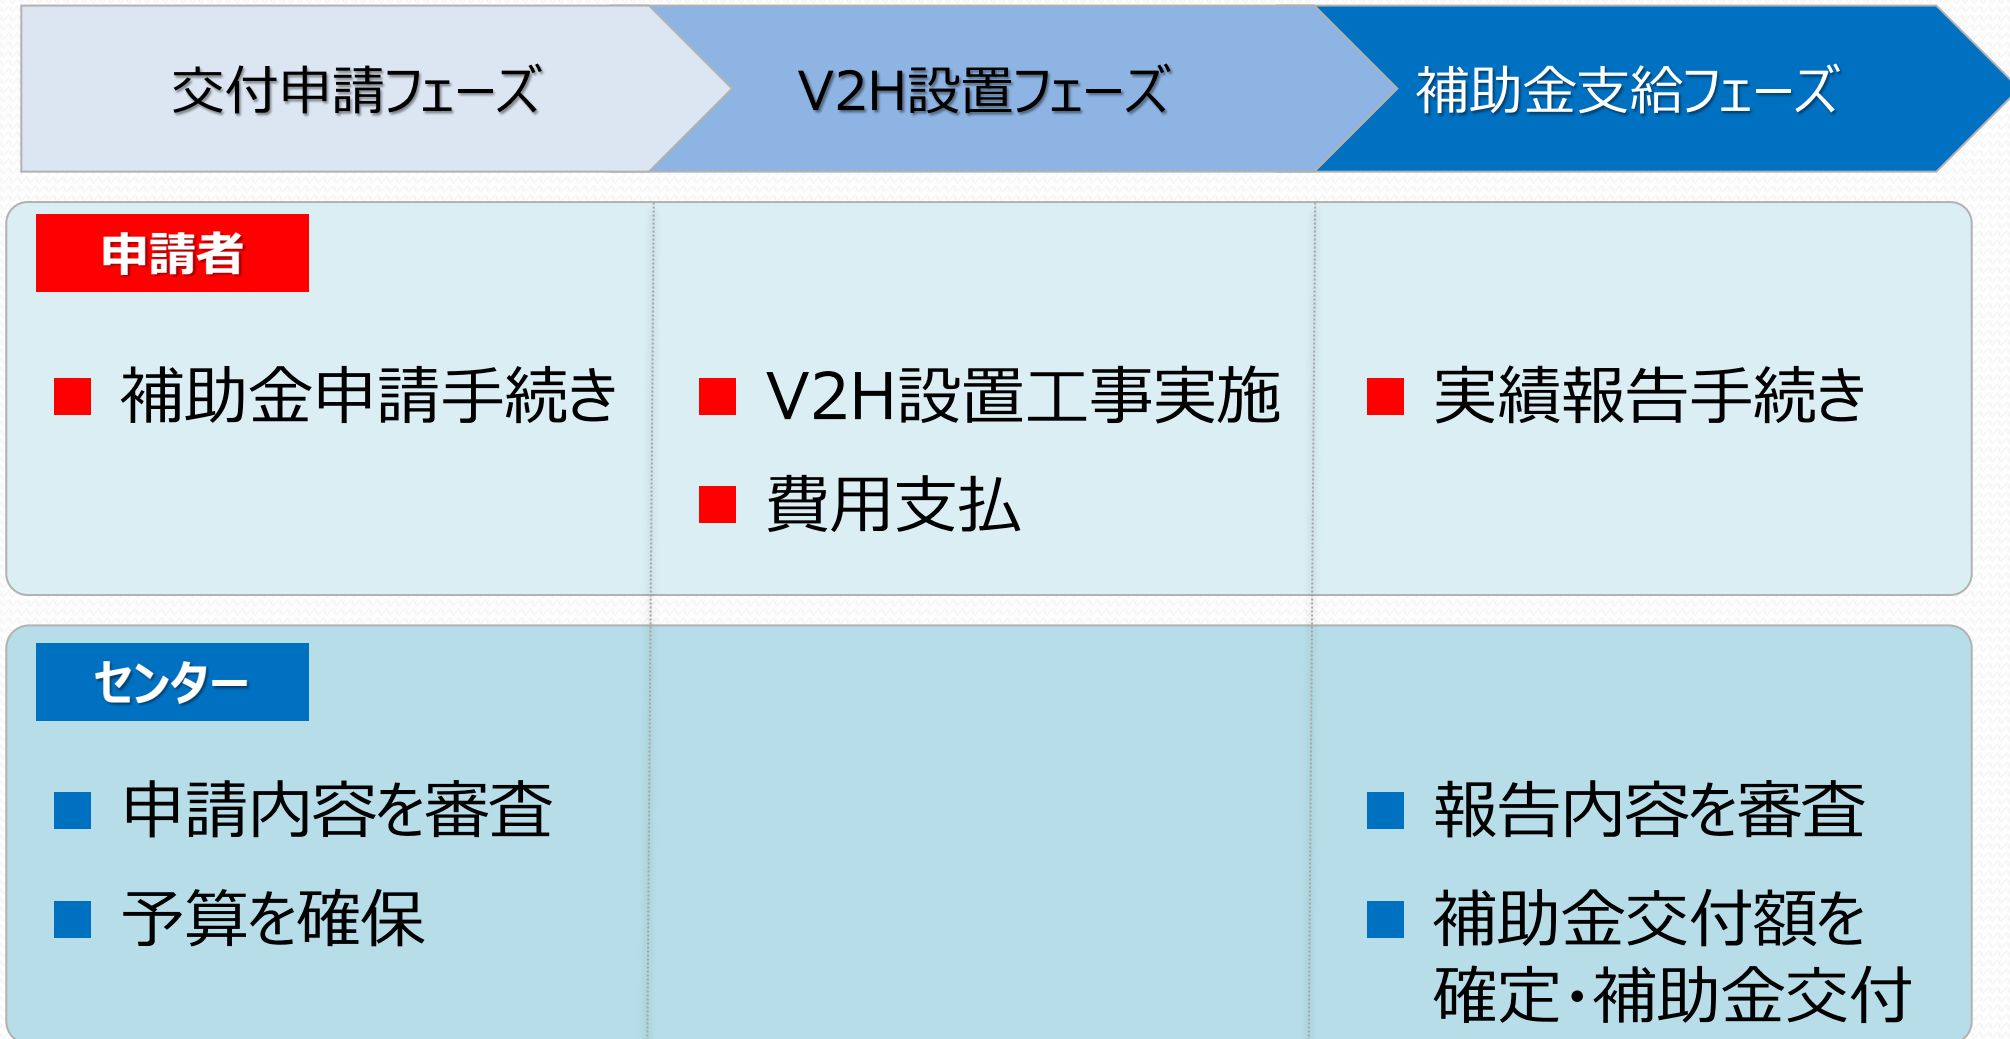 交付申請フェーズ
V2H設置フェーズ
補助金支給フェーズ
申請者
補助金申請手続き
V2H設置工事実施
費用支払
実績報告手続き
センター
申請内容を審査
予算を確保
報告内容を審査
補助金交付額を
確定・補助金交付